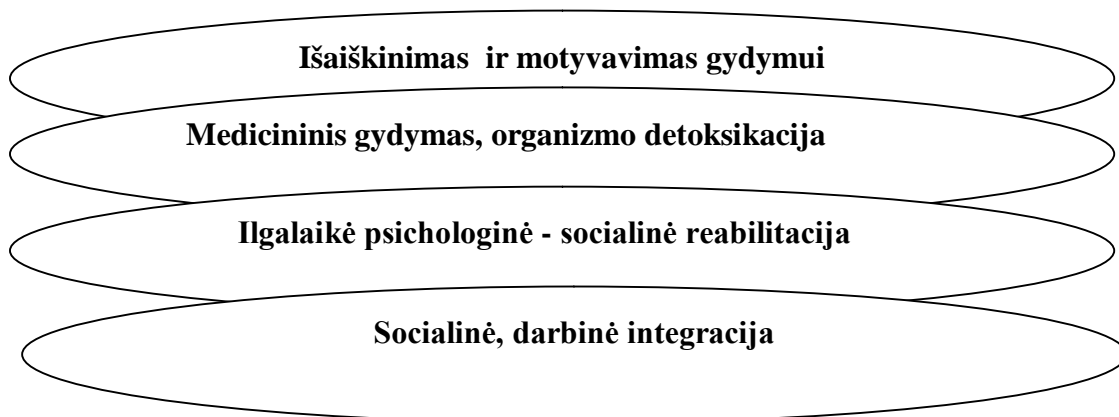 Išaiškinimas ir motyvavimas gydymui
Medicininis gydymas, organizmo detoksikacija
Ilgalaikė psichologinė - socialinė reabilitacija
Socialinė, darbinė integracija